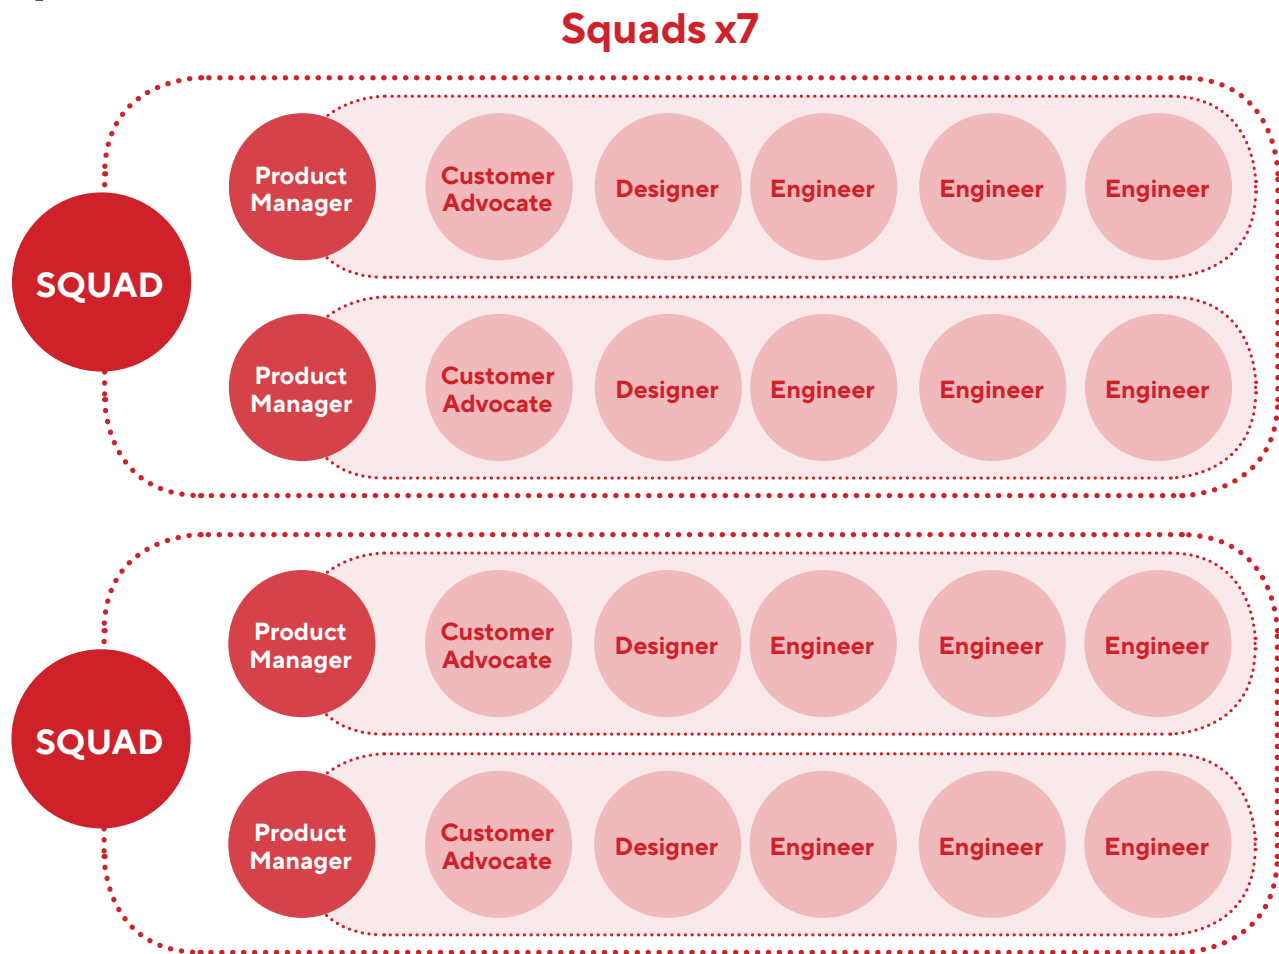 Squads x7
Product
Manager
Customer
Advocate
Designer
Engineer
Engineer
Engineer
SQUAD
Product
Manager
Customer
Advocate
Designer
Engineer
Engineer
Engineer
Product
Manager
Customer
Advocate
Designer
Engineer
Engineer
Engineer
SQUAD
Product
Manager
Customer
Advocate
Designer
Engineer
Engineer
Engineer